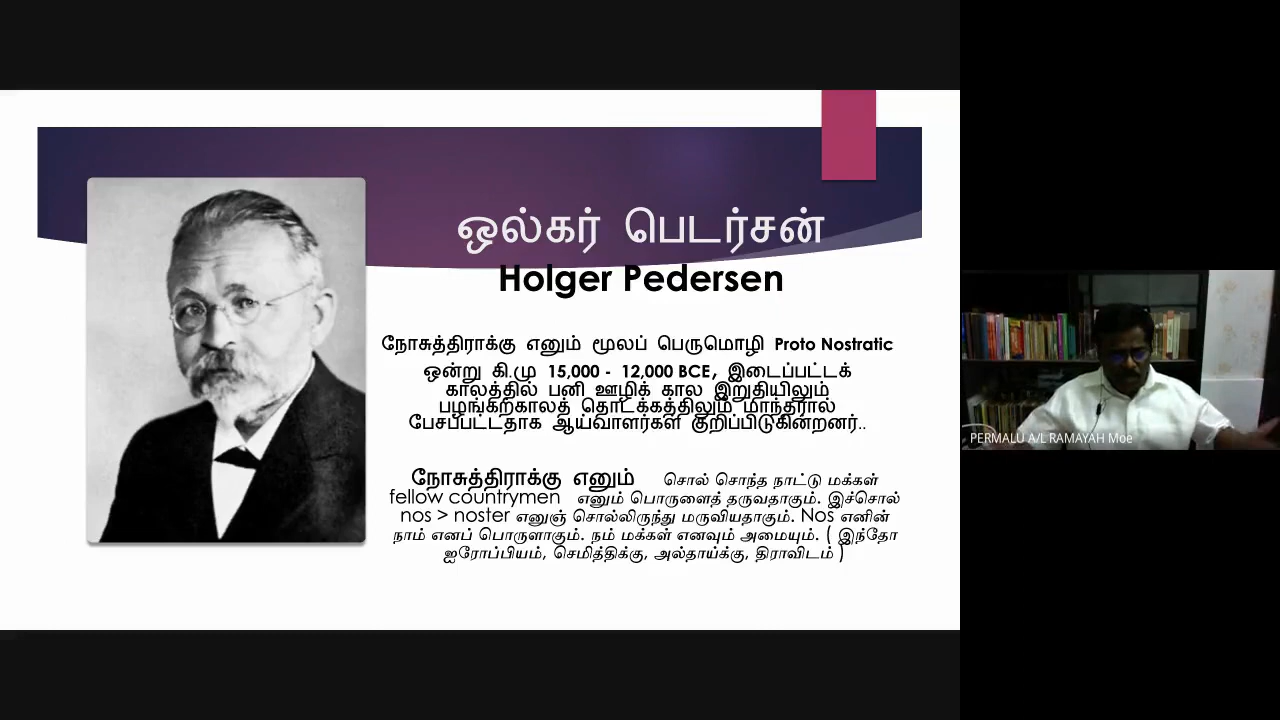 ஒல்கர் பெடர்சன்
Holger Pedersen
நோசுத்திராக்கு எனும் மூலப் பெருமொழி Proto Nostratic
ஒன்று கி.மு 15,000 - 12,000 BCE, இடைப்பட்டக்
காலத்தில் பனி ஊழிக் கால இறுதியிலும்
பழங்கற்காலத் தொடக்கத்திலும் மாந்தரால்
பேசப்பட்டதாக ஆய்வாளர்கள் குறிப்பிடுகின்றனர்..
நோசுத்திராக்கு எனும் சொல் சொந்த நாட்டு மக்கள்
fellow countrymen எனும் பொருளைத் தருவதாகும். இச்சொல்
nos > noster எனுஞ் சொல்லிருந்து மருவியதாகும். Nos எனின்
நாம் எனப் பொருளாகும். நம் மக்கள் எனவும் அமையும். ( இந்தோ
ஐரோப்பியம், செமித்திக்கு, அல்தாய்க்கு, திராவிடம் )
PERMALU A/L RAMAYAH Moe